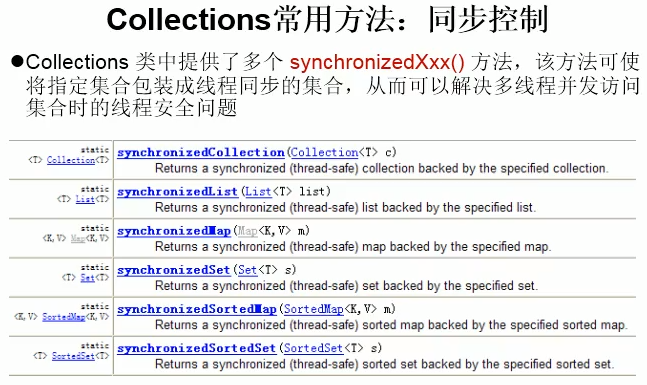 Collections常用方法：同步控制
●Collections 类中提供了多个 synchronizedXxx() 方法，该方法可使
将指定集合包装成线程同步的集合，从而可以解决多线程并发访问
集合时的线程安全问题
static
<T> Collection<T>
synchronizedCollection(Collection<T> c)
Returns a synchronized (thread-safe) collection backed by the specified collection.
static
<T> List<T>
synchronizedList(List<T> list)
Returns a synchronized (thread-safe) list backed by the specified list.
static
<K,V> Map<K,V>
synchronizedMap(Map<K,V> m)
Returns a synchronized (thread-safe) map backed by the specified map.
static
<T> Set<T>
synchronizedSet(Set<T> s)
Returns a synchronized (thread-safe) set backed by the specified set.
static
<K,V> SortedMap<K,V>
synchronizedSortedMap(SortedMap<K,V> m)
Returns a synchronized (thread-safe) sorted map backed by the specified sorted map.
static
<T> SortedSet<T>
synchronizedSortedSet(SortedSet<T> s)
Returns a synchronized (thread-safe) sorted set backed by the specified sorted set.